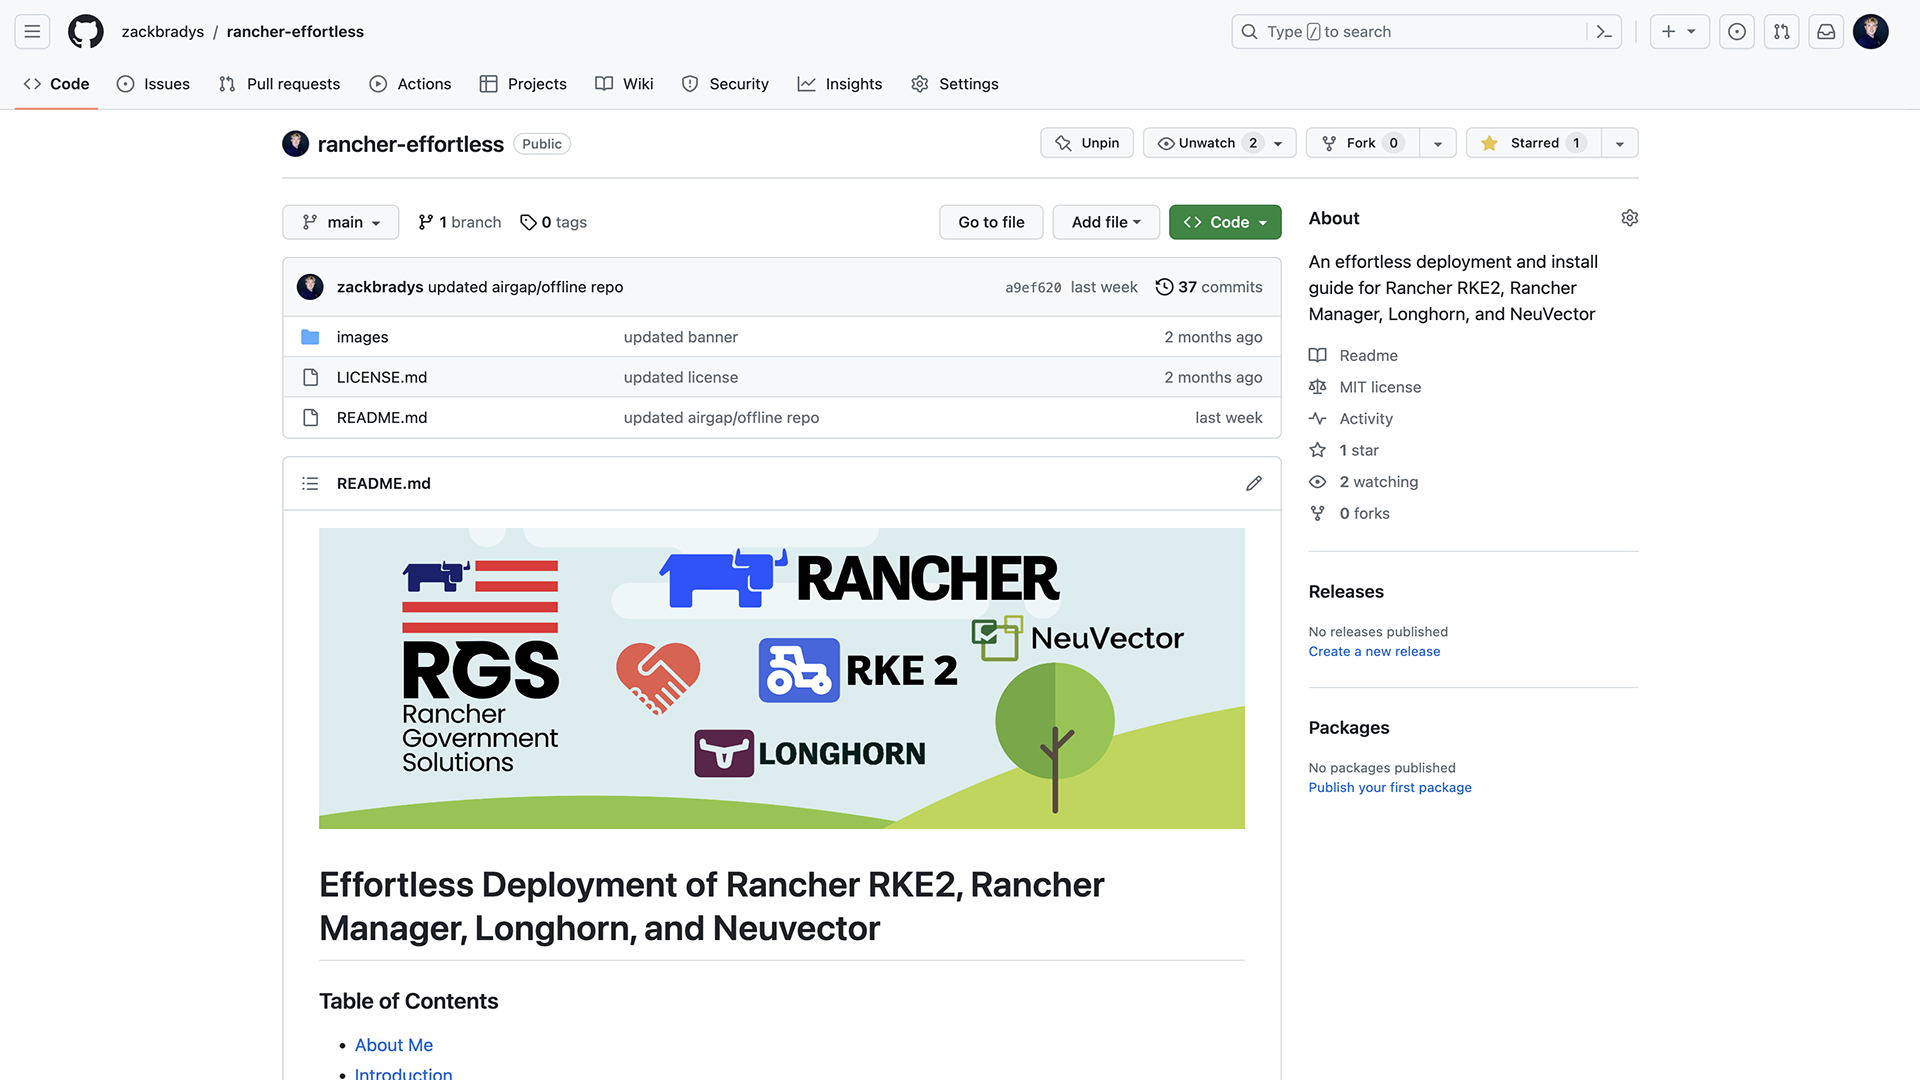 zackbradys / rancher-effortless
Type / to search
Code Issues Pull requests Actions Projects Wiki Security Insights Settings
rancher-effortless Public
Unpin Unwatch 2 Fork 0 Starred 1
main 1 branch 0 tags
Go to file Add file Code
zackbradys updated airgap/offline repo a9ef620 last week 37 commits
images updated banner 2 months ago
LICENSE.md updated license 2 months ago
README.md updated airgap/offline repo last week
README.md
RGS
Rancher
Government
Solutions
RANCHER
NeuVector
RKE 2
LONGHORN
Effortless Deployment of Rancher RKE2, Rancher
Manager, Longhorn, and Neuvector
Table of Contents
About Me
Introduction
About
An effortless deployment and install
guide for Rancher RKE2, Rancher
Manager, Longhorn, and NeuVector
Readme
MIT license
Activity
1 star
2 watching
0 forks
Releases
No releases published
Create a new release
Packages
No packages published
Publish your first package